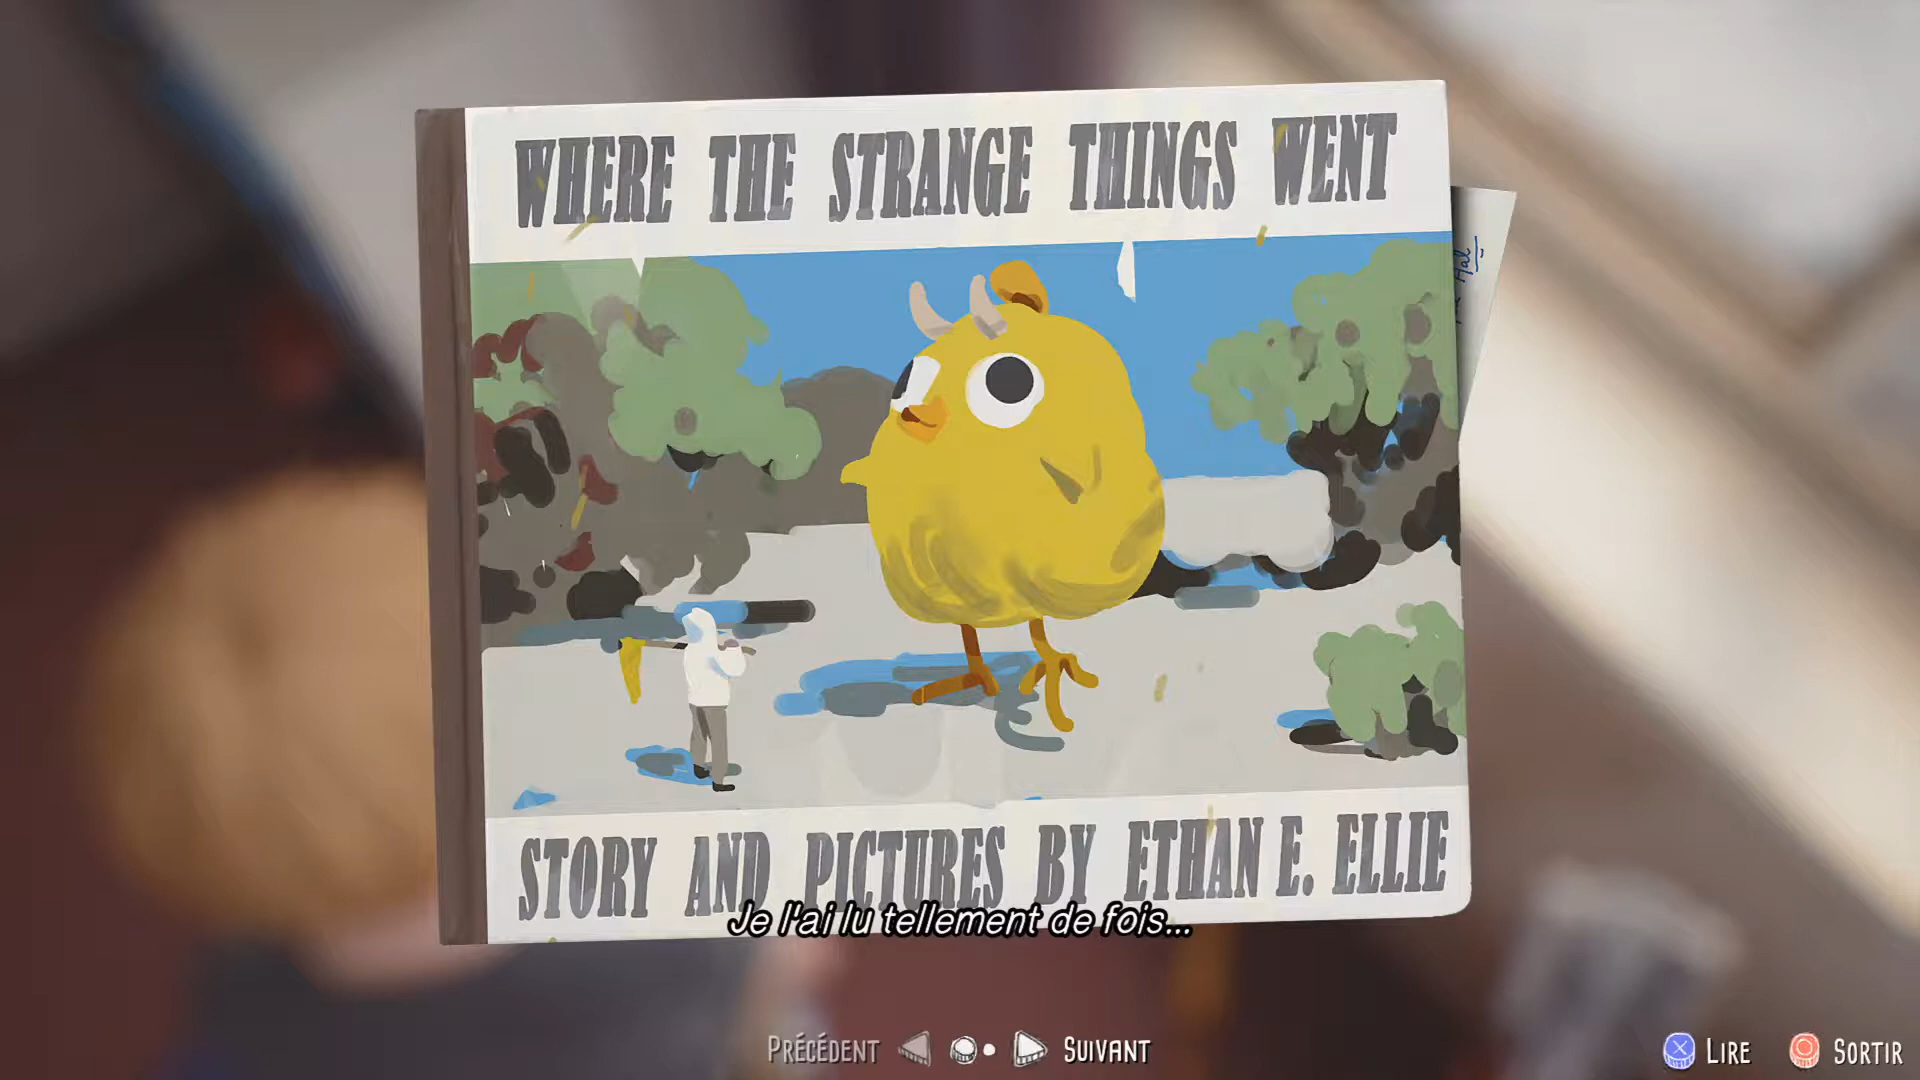 WHERE THE STRANGE THINGS WENT
Hal
STORY AND PICTURES BY ETHAN E. ELLIE
Je l'ai lu tellement de fois...
PRÉCÉDENT
SUIVANT
LIRE
SORTIR